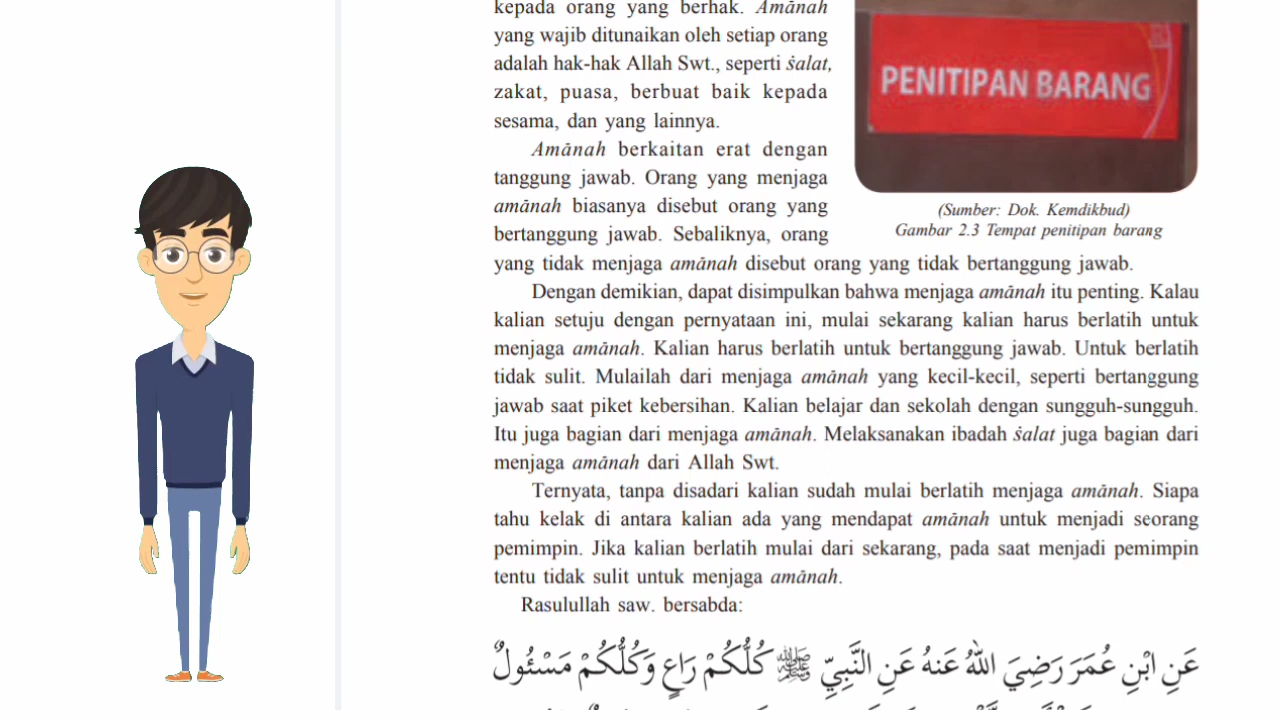 kepada orang yang berhak. Amānah
yang wajib ditunaikan oleh setiap orang
adalah hak-hak Allah Swt., seperti ṡalat,
zakat, puasa, berbuat baik kepada
sesama, dan yang lainnya.
Amānah berkaitan erat dengan
tanggung jawab. Orang yang menjaga
amānah biasanya disebut orang yang
bertanggung jawab. Sebaliknya, orang
yang tidak menjaga amānah disebut orang yang tidak bertanggung jawab.
PENITIPAN BARANG
(Sumber: Dok. Kemdikbud)
Gambar 2.3 Tempat penitipan barang
Dengan demikian, dapat disimpulkan bahwa menjaga amānah itu penting. Kalau
kalian setuju dengan pernyataan ini, mulai sekarang kalian harus berlatih untuk
menjaga amānah. Kalian harus berlatih untuk bertanggung jawab. Untuk berlatih
tidak sulit. Mulailah dari menjaga amānah yang kecil-kecil, seperti bertanggung
jawab saat piket kebersihan. Kalian belajar dan sekolah dengan sungguh-sungguh.
Itu juga bagian dari menjaga amānah. Melaksanakan ibadah ṡalat juga bagian dari
menjaga amānah dari Allah Swt.
Ternyata, tanpa disadari kalian sudah mulai berlatih menjaga amānah. Siapa
tahu kelak di antara kalian ada yang mendapat amānah untuk menjadi seorang
pemimpin. Jika kalian berlatih mulai dari sekarang, pada saat menjadi pemimpin
tentu tidak sulit untuk menjaga amānah.
Rasulullah saw. bersabda:
عَنِ ابْنِ عُمَرَ رَضِيَ اللهُ عَنهُ عَنِ النَّبِيِّ ﷺ كُلُّكُمْ رَاعٍ وَكُلُّكُمْ مَسْئُولٌ